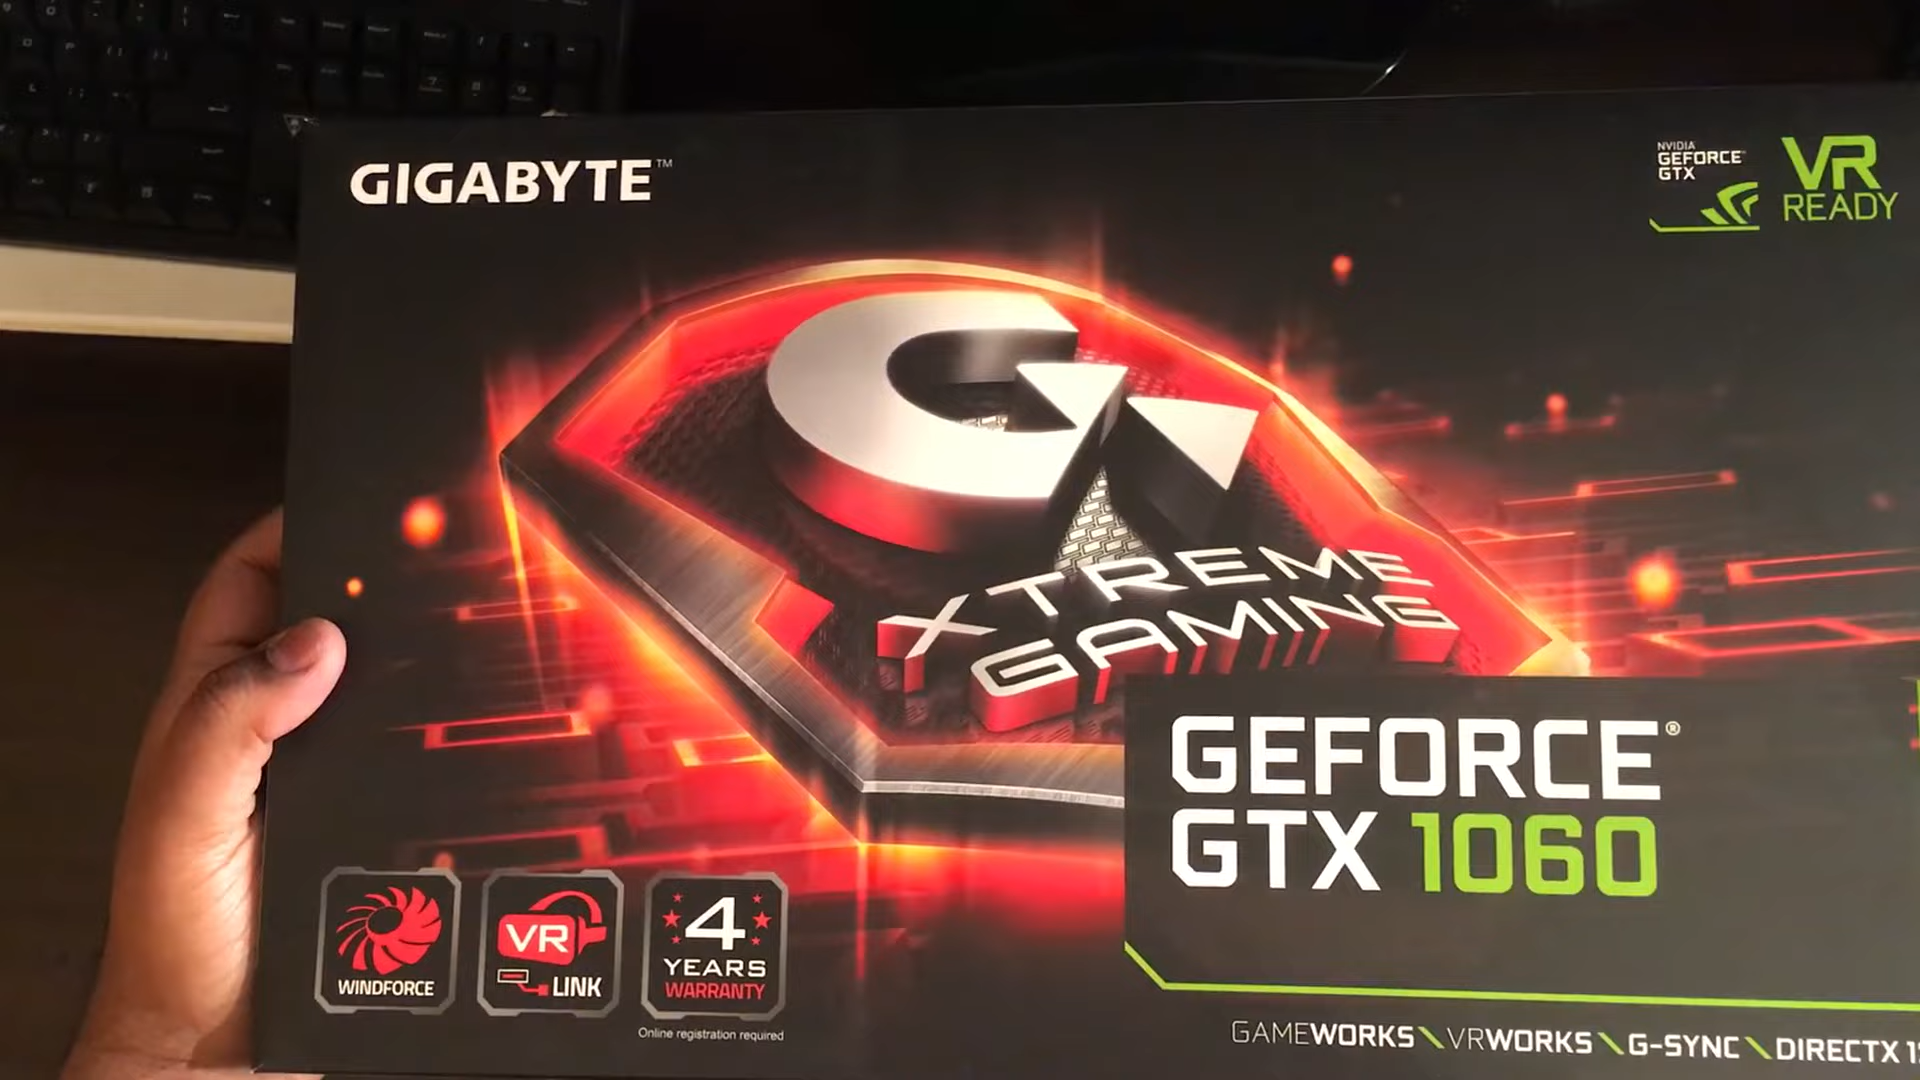 GIGABYTE™
NVIDIA
GEFORCE
GTX
VR
READY
XTREME
GAMING
GEFORCE®
GTX 1060
WINDFORCE
VR
LINK
4
YEARS
WARRANTY
Online registration required
GAMEWORKS \ VRWORKS \ G-SYNC \ DIRECTX